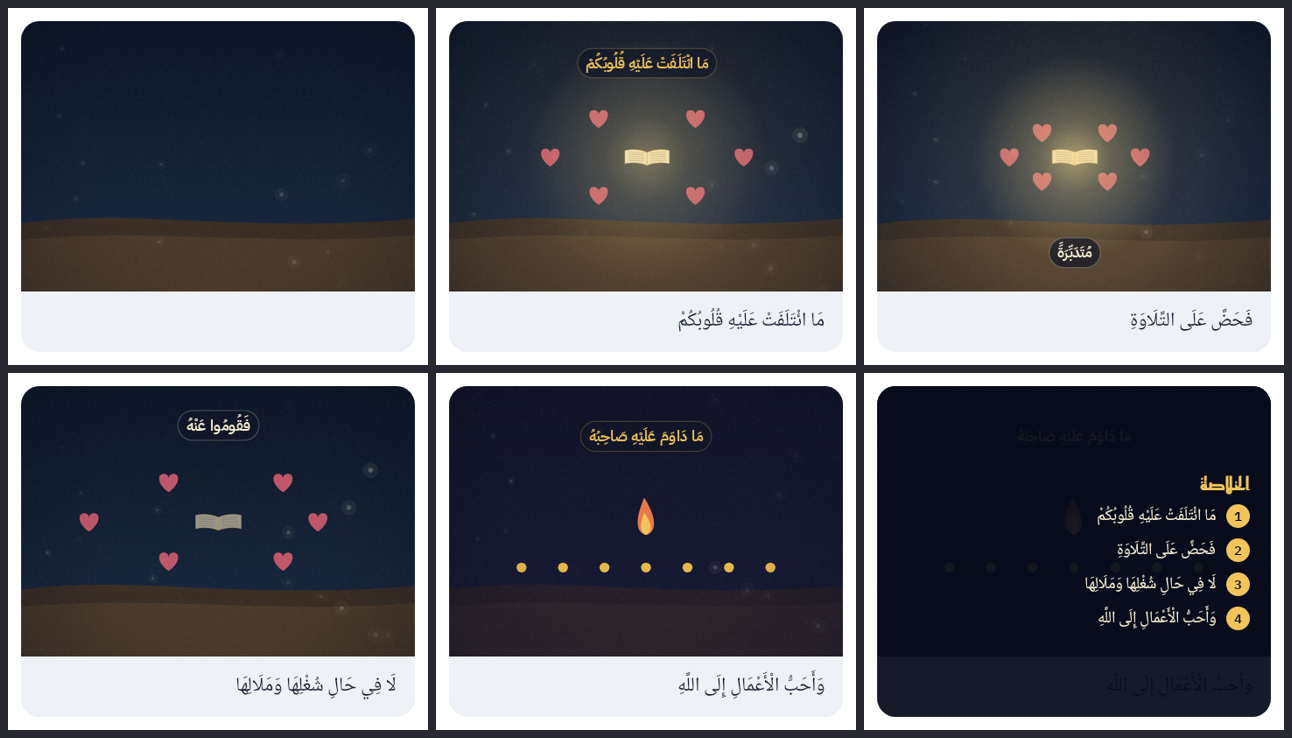 مَا ائْتَلَفَتْ عَلَيْهِ قُلُوبُكُمْ
مَا ائْتَلَفَتْ عَلَيْهِ قُلُوبُكُمْ
مُتَدَبِّرَةً
فَحَضَّ عَلَى التِّلَاوَةِ
فَقُومُوا عَنْهُ
لَا فِي حَالِ شُغْلِهَا وَمَلَالِهَا
مَا دَاوَمَ عَلَيْهِ صَاحِبُهُ
وَأَحَبُّ الْأَعْمَالِ إِلَى اللَّهِ
مَا دَاوَمَ عَلَيْهِ صَاحِبُهُ
الخلاصة
1 مَا ائْتَلَفَتْ عَلَيْهِ قُلُوبُكُمْ
2 فَحَضَّ عَلَى التِّلَاوَةِ
3 لَا فِي حَالِ شُغْلِهَا وَمَلَالِهَا
4 وَأَحَبُّ الْأَعْمَالِ إِلَى اللَّهِ
وَأَحَبُّ الْأَعْمَالِ إِلَى اللَّهِ